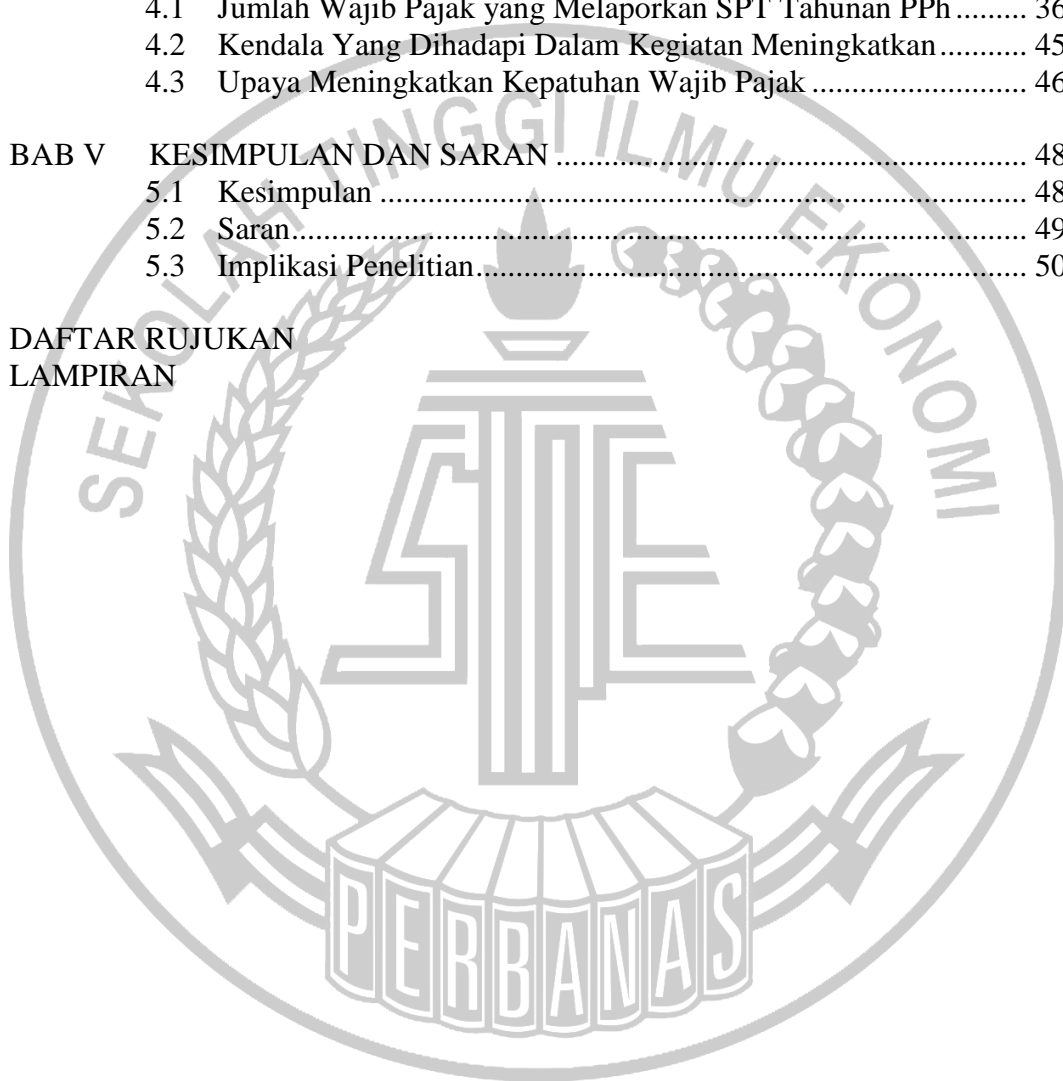 4.1 Jumlah Wajib Pajak yang Melaporkan SPT Tahunan PPh ......... 36
4.2 Kendala Yang Dihadapi Dalam Kegiatan Meningkatkan ........... 45
4.3 Upaya Meningkatkan Kepatuhan Wajib Pajak ......................... 46
BAB V KESIMPULAN DAN SARAN .................................................. 48
5.1 Kesimpulan ..................................................................... 48
5.2 Saran............................................................................... 49
5.3 Implikasi Penelitian........................................................... 50
DAFTAR RUJUKAN
LAMPIRAN
SEKOLAH TINGGI ILMU EKONOMI
STIE
PERBANAS